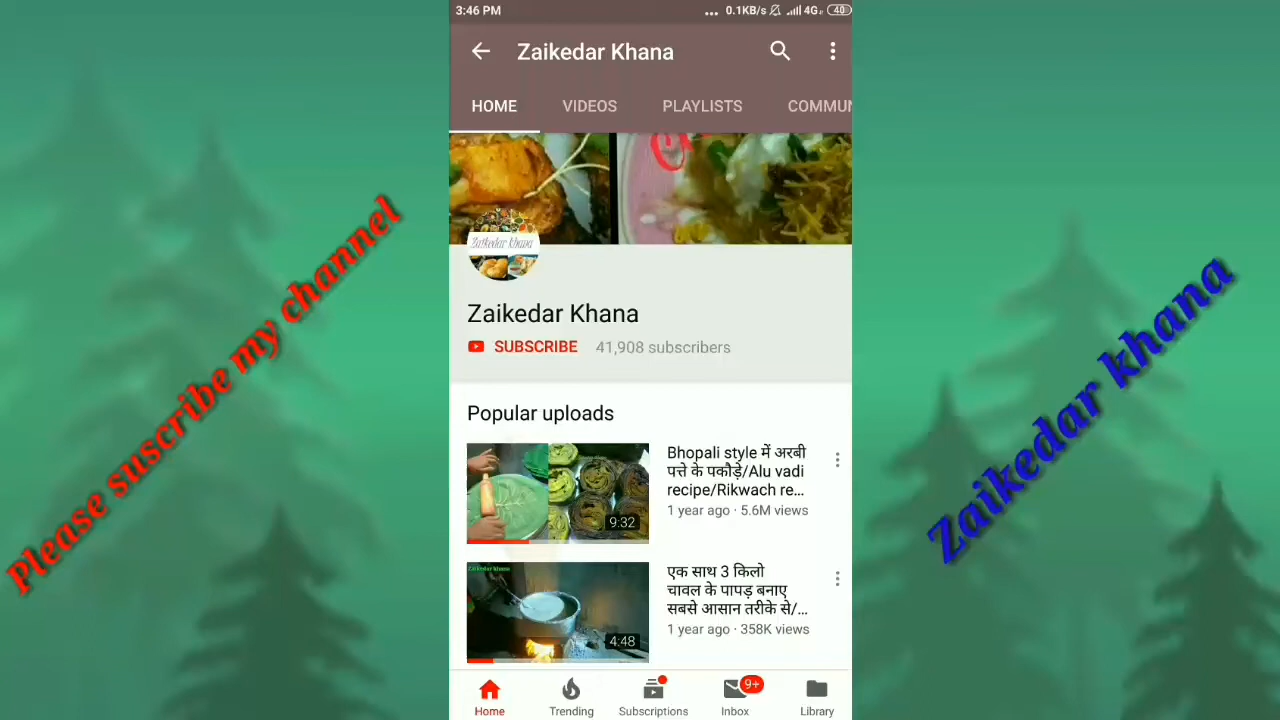 3:46 PM
... 0.1KB/s 4G 40
Zaikedar Khana
HOME VIDEOS PLAYLISTS COMMUN
Zaikedar Khana
Zaikedar Khana
SUBSCRIBE 41,908 subscribers
Popular uploads
Bhopali style में अरबी
पत्ते के पकौड़े/Alu vadi
recipe/Rikwach re...
1 year ago · 5.6M views
9:32
Zaikedar khana
एक साथ 3 किलो
चावल के पापड़ बनाए
सबसे आसान तरीके से/...
1 year ago · 358K views
4:48
Home Trending Subscriptions Inbox 9+ Library
Please suscribe my channel
Zaikedar khana